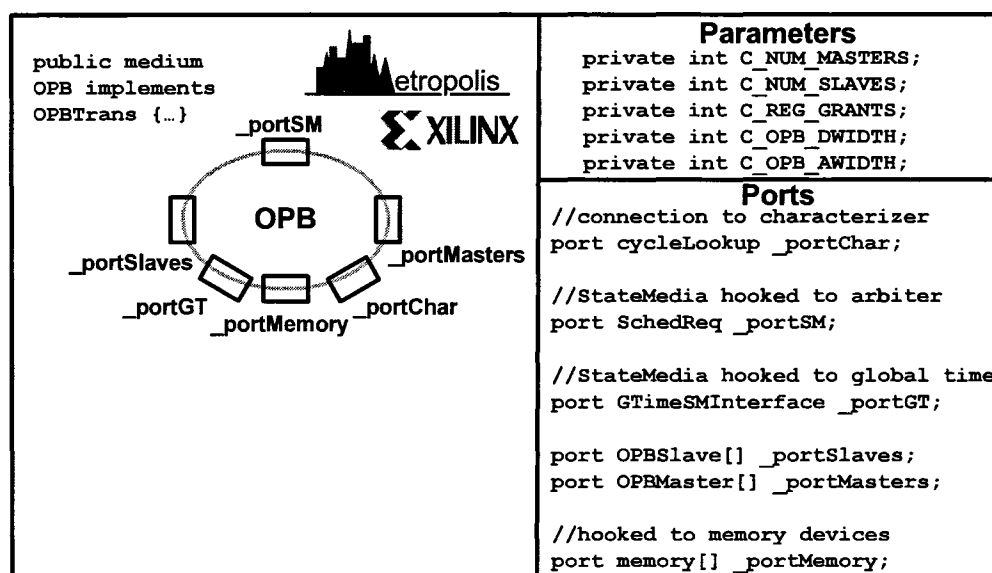 public medium
OPB implements
OPBTrans {…}
etropolis
XILINX
_portSM
OPB
_portSlaves
_portMasters
_portGT
_portChar
_portMemory
Parameters
private int C_NUM_MASTERS;
private int C_NUM_SLAVES;
private int C_REG_GRANTS;
private int C_OPB_DWIDTH;
private int C_OPB_AWIDTH;
Ports
//connection to characterizer
port cycleLookup _portChar;
//StateMedia hooked to arbiter
port SchedReq _portSM;
//StateMedia hooked to global time
port GTimeSMInterface _portGT;
port OPBSlave[] _portSlaves;
port OPBMaster[] _portMasters;
//hooked to memory devices
port memory[] _portMemory;